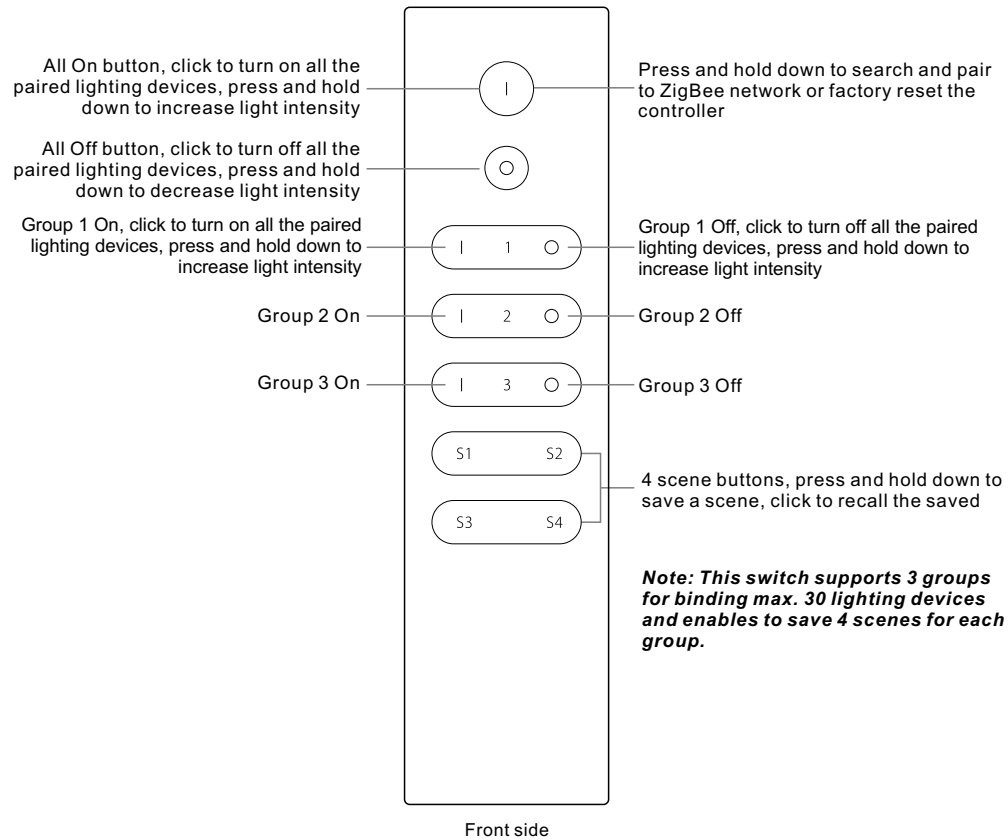 All On button, click to turn on all the
paired lighting devices, press and hold
down to increase light intensity
I
Press and hold down to search and pair
to ZigBee network or factory reset the
controller
All Off button, click to turn off all the
paired lighting devices, press and hold
down to decrease light intensity
Group 1 On, click to turn on all the paired
lighting devices, press and hold down to
increase light intensity
I 1 O
Group 1 Off, click to turn off all the paired
lighting devices, press and hold down to
increase light intensity
Group 2 On
I 2 O
Group 2 Off
Group 3 On
I 3 O
Group 3 Off
S1 S2
S3 S4
4 scene buttons, press and hold down to
save a scene, click to recall the saved
Note: This switch supports 3 groups
for binding max. 30 lighting devices
and enables to save 4 scenes for each
group.
Front side